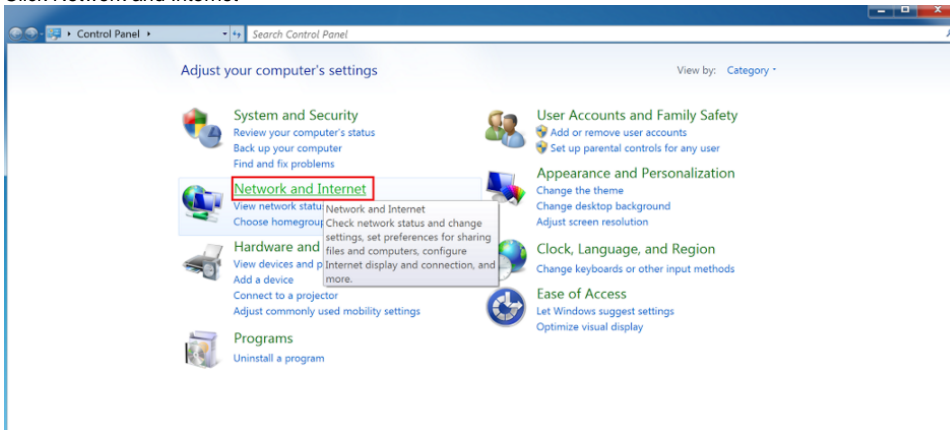 Click Network and Internet
Control Panel
Search Control Panel
Adjust your computer's settings
View by: Category
System and Security
Review your computer's status
Back up your computer
Find and fix problems
Network and Internet
View network statu
Choose homegroup
Network and Internet
Check network status and change
settings, set preferences for sharing
files and computers, configure
Internet display and connection, and
more.
Hardware and
View devices and p
Add a device
Connect to a projector
Adjust commonly used mobility settings
Programs
Uninstall a program
User Accounts and Family Safety
Add or remove user accounts
Set up parental controls for any user
Appearance and Personalization
Change the theme
Change desktop background
Adjust screen resolution
Clock, Language, and Region
Change keyboards or other input methods
Ease of Access
Let Windows suggest settings
Optimize visual display